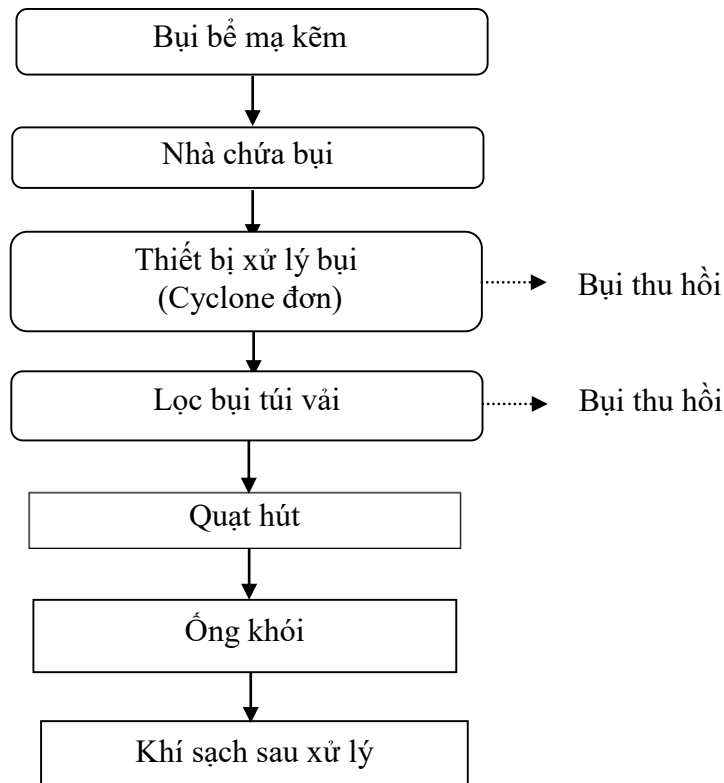 Bụi bể mạ kẽm
Nhà chứa bụi
Thiết bị xử lý bụi
(Cyclone đơn)
Bụi thu hồi
Lọc bụi túi vải
Bụi thu hồi
Quạt hút
Ống khói
Khí sạch sau xử lý